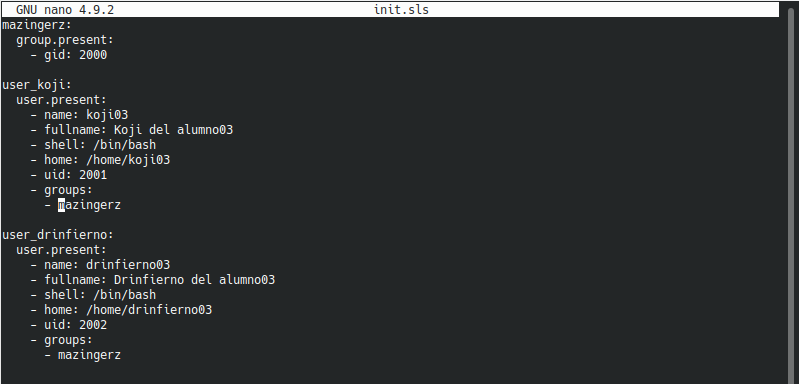 GNU nano 4.9.2 init.sls
mazingerz:
  group.present:
    - gid: 2000

user_koji:
  user.present:
    - name: koji03
    - fullname: Koji del alumno03
    - shell: /bin/bash
    - home: /home/koji03
    - uid: 2001
    - groups:
      - mazingerz

user_drinfierno:
  user.present:
    - name: drinfierno03
    - fullname: Drinfierno del alumno03
    - shell: /bin/bash
    - home: /home/drinfierno03
    - uid: 2002
    - groups:
      - mazingerz